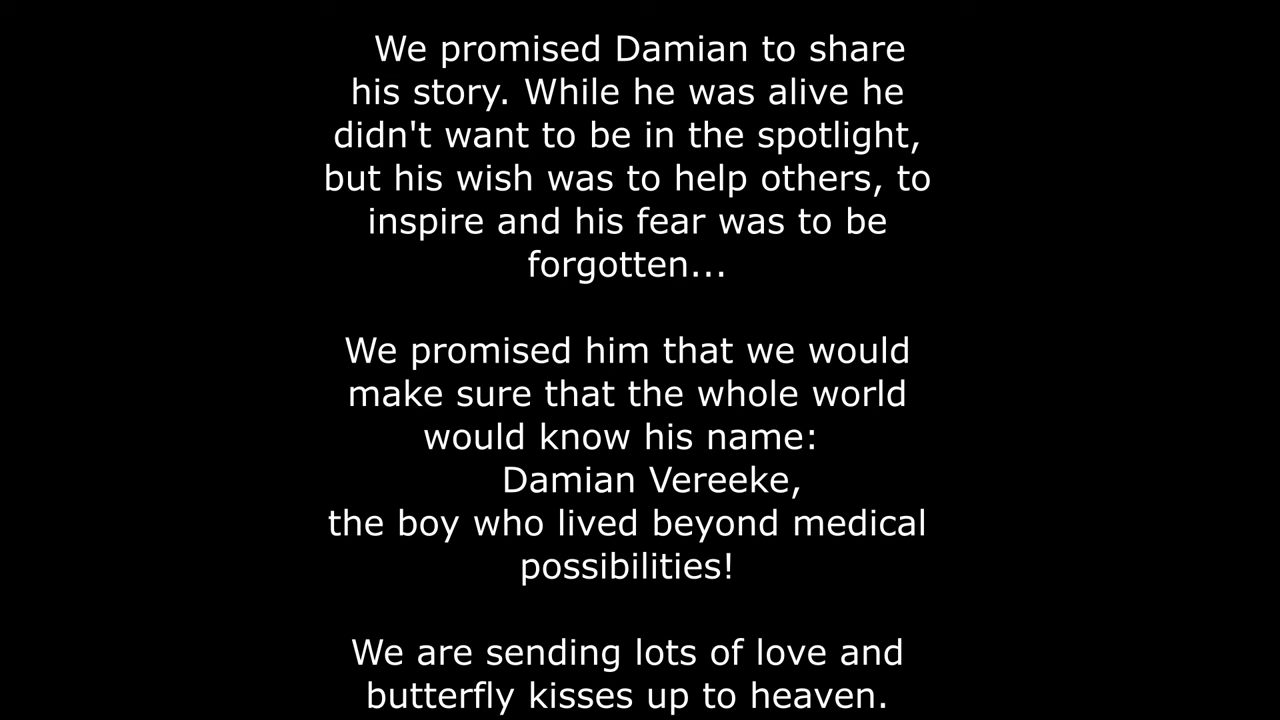 We promised Damian to share
his story. While he was alive he
didn't want to be in the spotlight,
but his wish was to help others, to
inspire and his fear was to be
forgotten...
We promised him that we would
make sure that the whole world
would know his name:
Damian Vereeke,
the boy who lived beyond medical
possibilities!
We are sending lots of love and
butterfly kisses up to heaven.